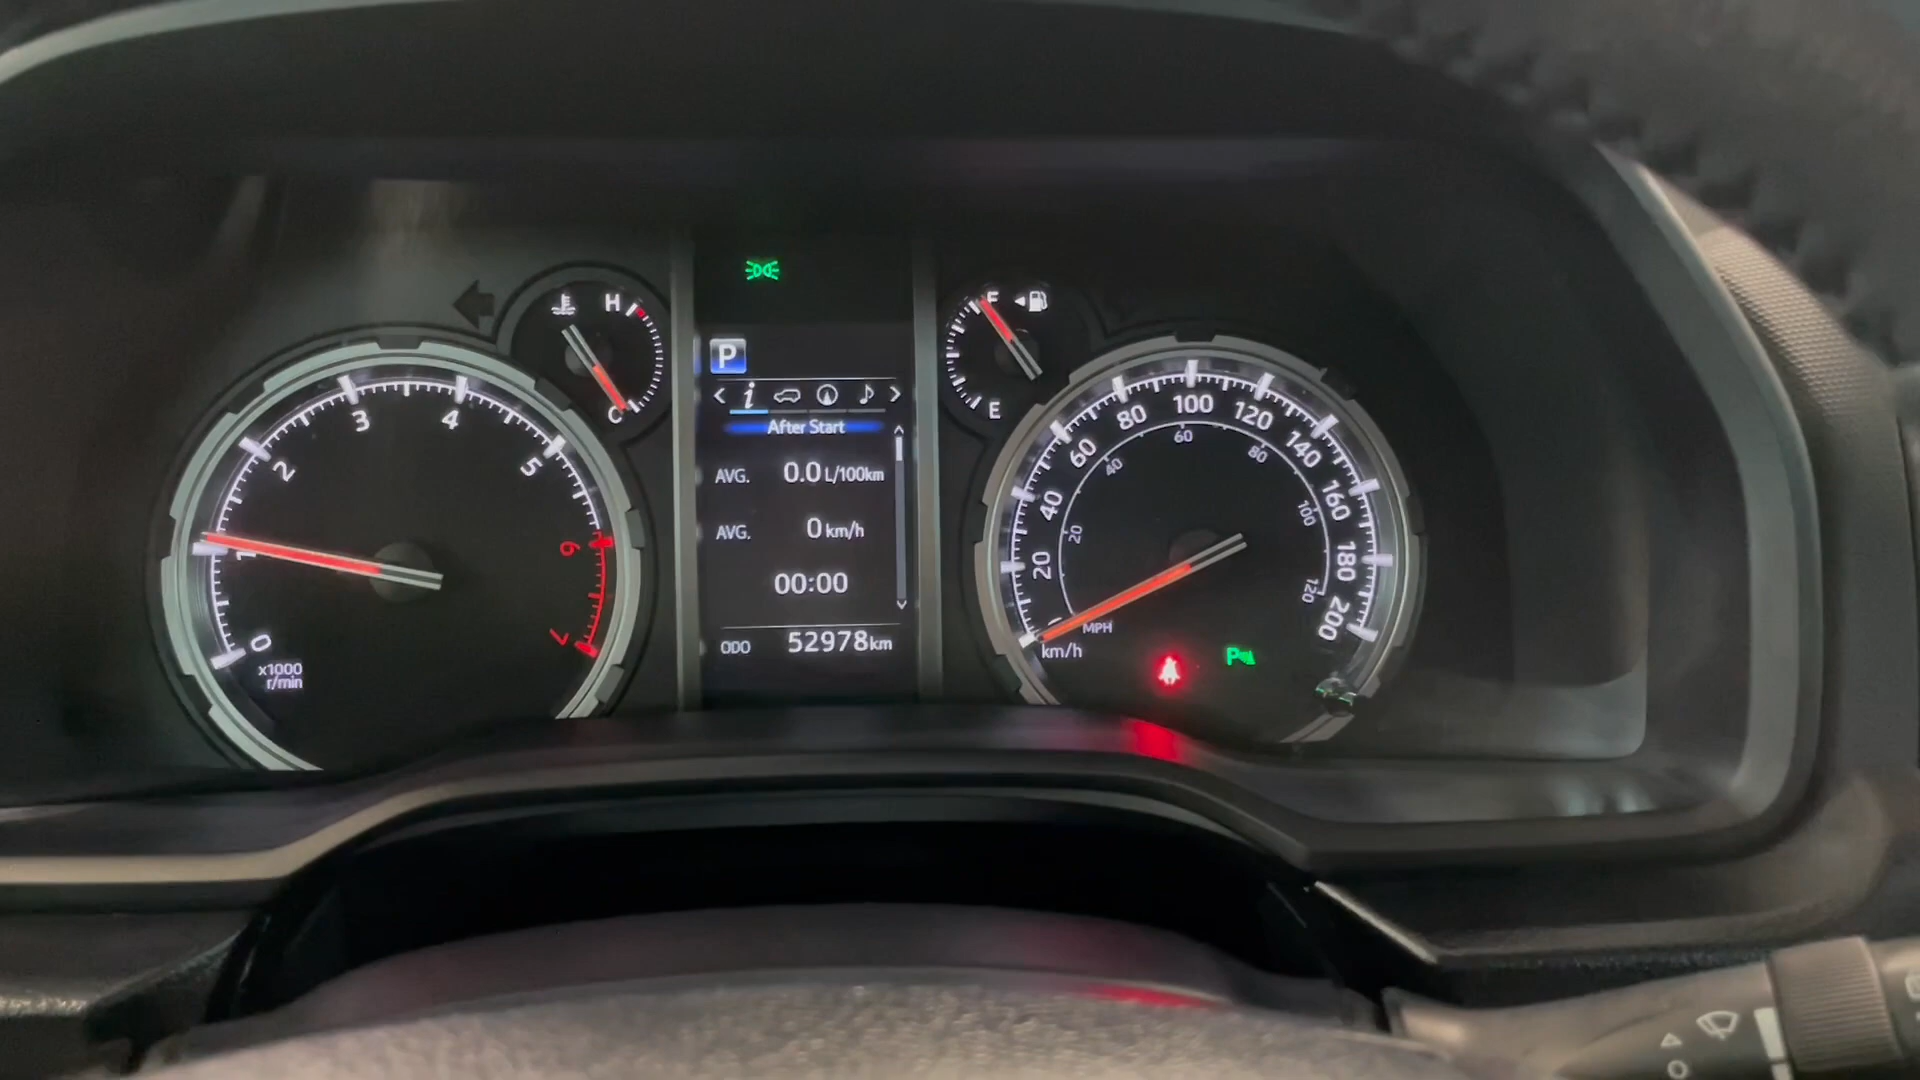 H
C
F
E
P
After Start
AVG. 0.0 L/100km
AVG. 0 km/h
00:00
ODO 52978 km
0 1 2 3 4 5 6 7
x1000
r/min
20 40 60 80 100 120 140 160 180 200
20 40 60 80 100 120
MPH
km/h
P